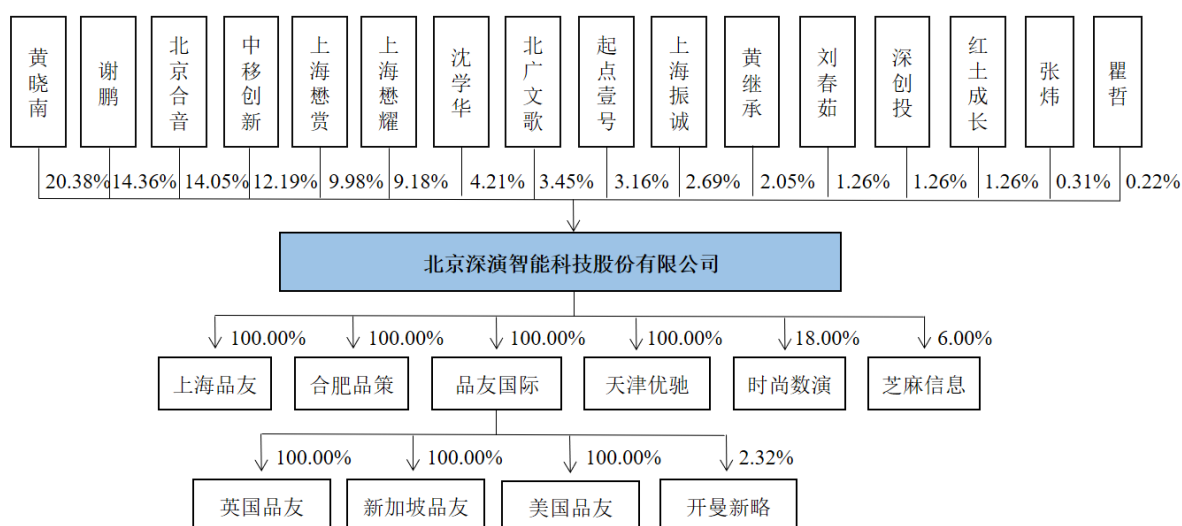 黄晓南
谢鹏
北京合音
中移创新
上海懋赏
上海懋耀
沈学华
北广文歌
起点壹号
上海振诚
黄继承
刘春茹
深创投
红土成长
张炜
瞿哲
20.38%
14.36%
14.05%
12.19%
9.98%
9.18%
4.21%
3.45%
3.16%
2.69%
2.05%
1.26%
1.26%
1.26%
0.31%
0.22%
北京深演智能科技股份有限公司
100.00%
100.00%
100.00%
100.00%
18.00%
6.00%
上海品友
合肥品策
品友国际
天津优驰
时尚数演
芝麻信息
100.00%
100.00%
100.00%
2.32%
英国品友
新加坡品友
美国品友
开曼新略